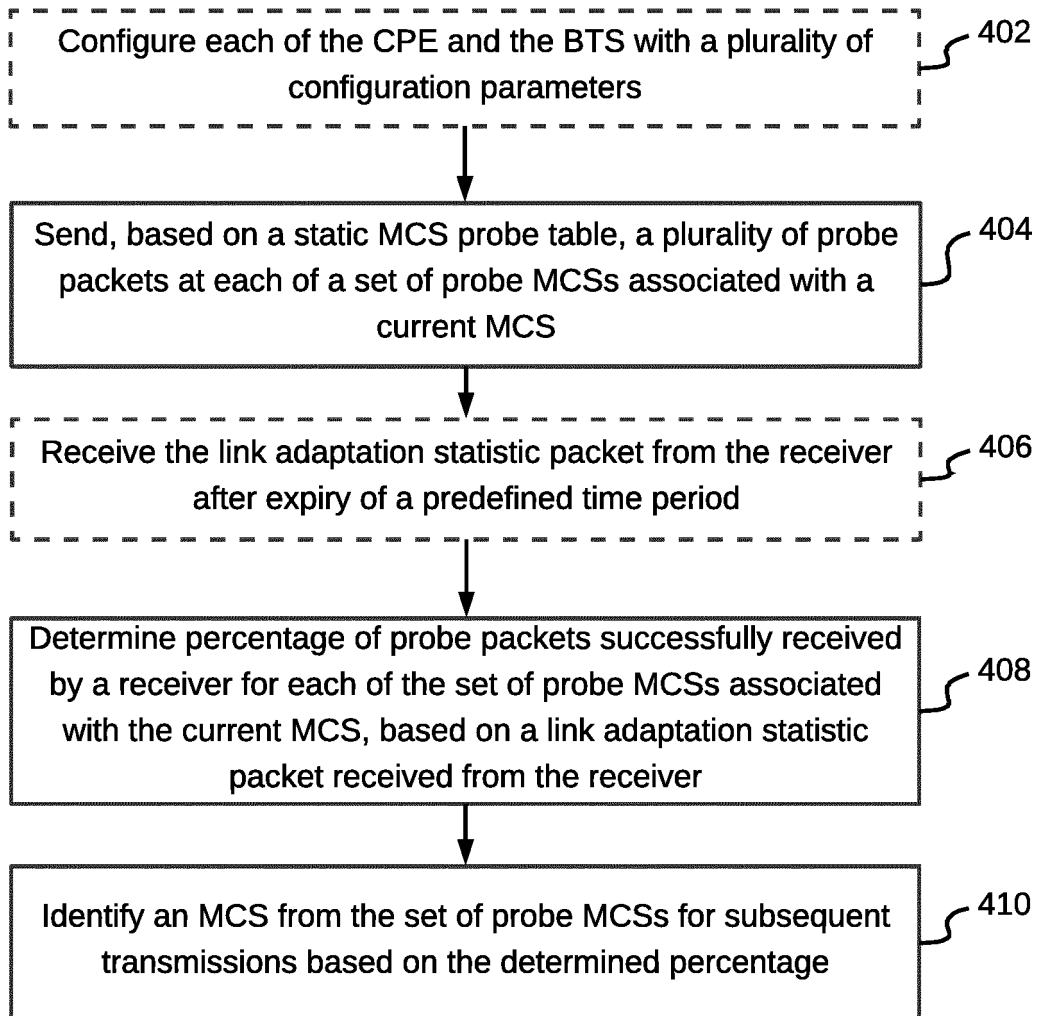 Configure each of the CPE and the BTS with a plurality of
configuration parameters
402
Send, based on a static MCS probe table, a plurality of probe
packets at each of a set of probe MCSs associated with a
current MCS
404
Receive the link adaptation statistic packet from the receiver
after expiry of a predefined time period
406
Determine percentage of probe packets successfully received
by a receiver for each of the set of probe MCSs associated
with the current MCS, based on a link adaptation statistic
packet received from the receiver
408
Identify an MCS from the set of probe MCSs for subsequent
transmissions based on the determined percentage
410